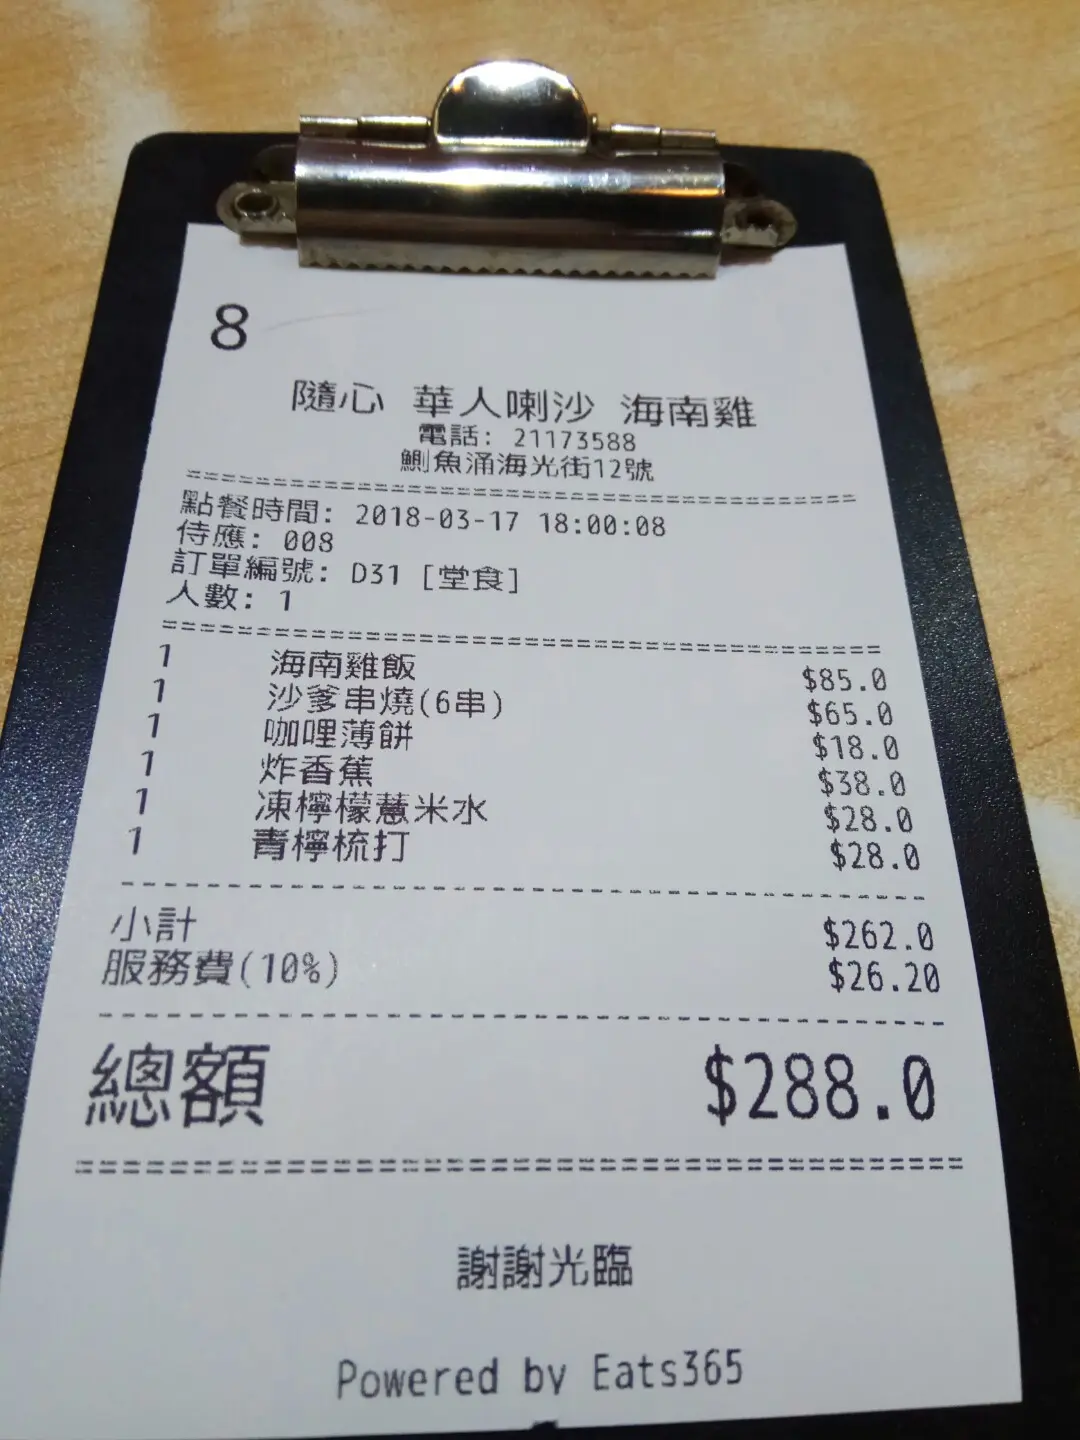 8
隨心 華人喇沙 海南雞
電話: 21173588
鰂魚涌海光街12號
點餐時間: 2018-03-17 18:00:08
侍應: 008
訂單編號: D31 [堂食]
人數: 1
1 海南雞飯 $85.0
1 沙爹串燒(6串) $65.0
1 咖哩薄餅 $18.0
1 炸香蕉 $38.0
1 凍檸檬薏米水 $28.0
1 青檸梳打 $28.0
小計 $262.0
服務費(10%) $26.20
總額 $288.0
謝謝光臨
Powered by Eats365